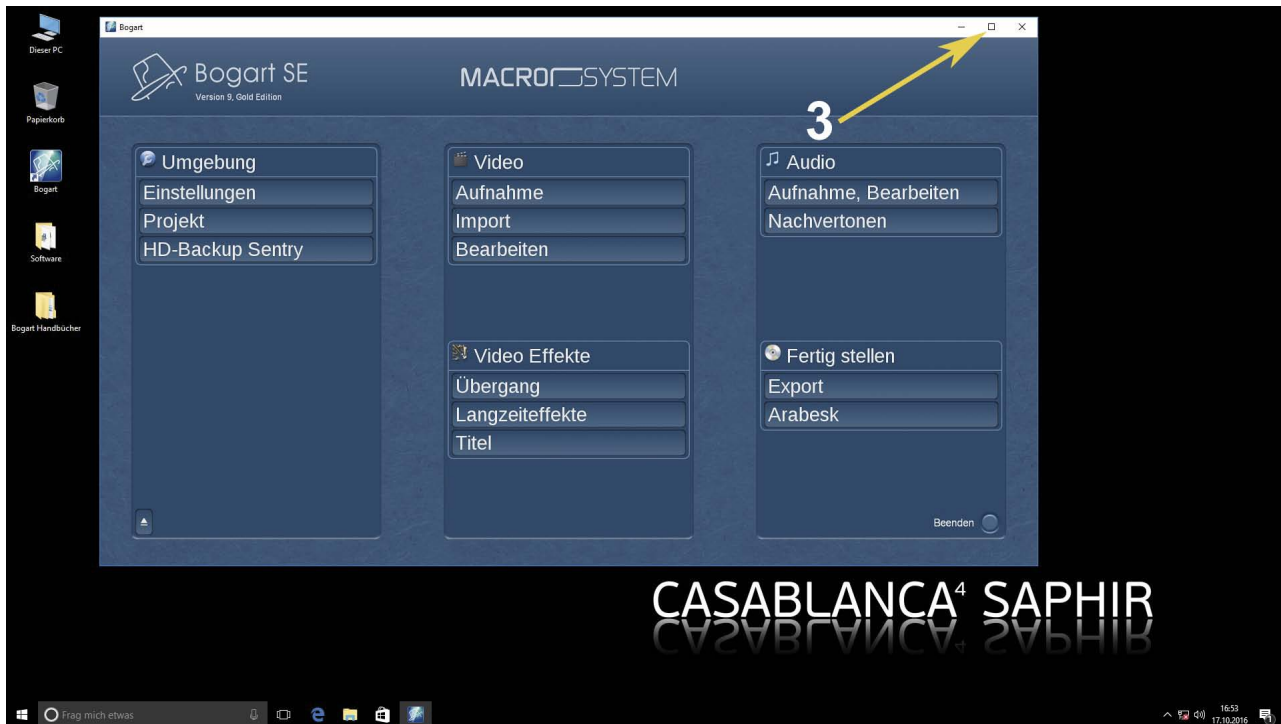 Dieser PC
Papierkorb
Bogart
Software
Bogart Handbücher
Bogart
Bogart SE
Version 9, Gold Edition
MACROSYSTEM
3
Umgebung
Einstellungen
Projekt
HD-Backup Sentry
Video
Aufnahme
Import
Bearbeiten
Audio
Aufnahme, Bearbeiten
Nachvertonen
Video Effekte
Übergang
Langzeiteffekte
Titel
Fertig stellen
Export
Arabesk
Beenden
CASABLANCA⁴ SAPHIR
Frag mich etwas
16:53
17.10.2016